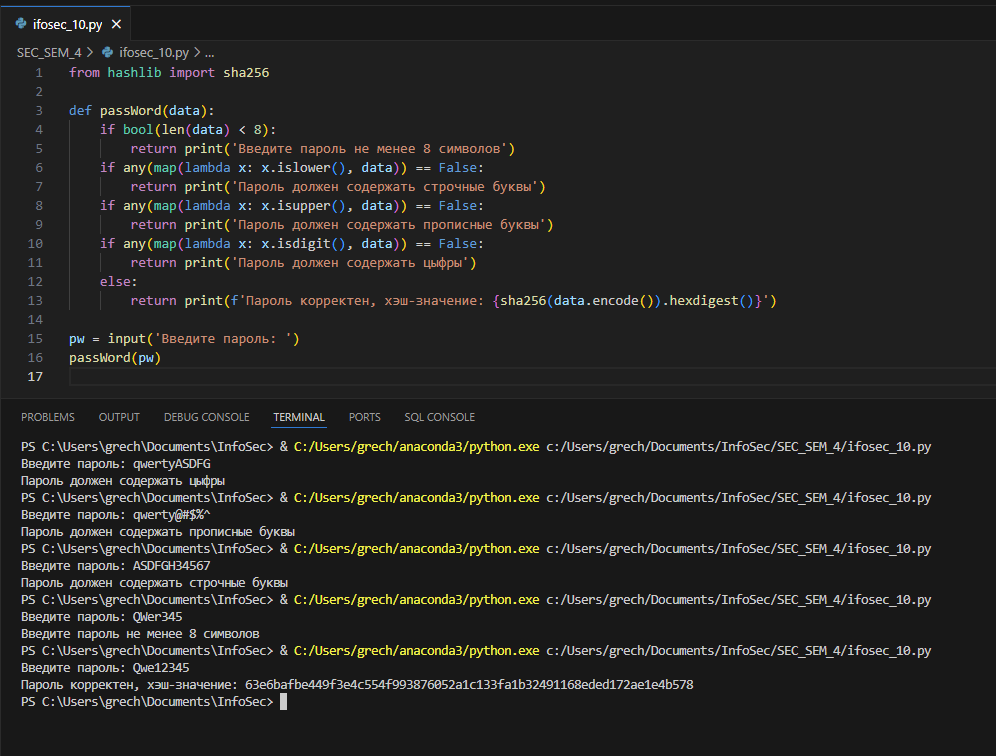 ifosec_10.py ×
SEC_SEM_4 > ifosec_10.py > ...
1 from hashlib import sha256
2
3 def passWord(data):
4 if bool(len(data) < 8):
5 return print('Введите пароль не менее 8 символов')
6 if any(map(lambda x: x.islower(), data)) == False:
7 return print('Пароль должен содержать строчные буквы')
8 if any(map(lambda x: x.isupper(), data)) == False:
9 return print('Пароль должен содержать прописные буквы')
10 if any(map(lambda x: x.isdigit(), data)) == False:
11 return print('Пароль должен содержать цыфры')
12 else:
13 return print(f'Пароль корректен, хэш-значение: {sha256(data.encode()).hexdigest()}')
14
15 pw = input('Введите пароль: ')
16 passWord(pw)
17
PROBLEMS OUTPUT DEBUG CONSOLE TERMINAL PORTS SQL CONSOLE
PS C:\Users\grech\Documents\InfoSec> & C:/Users/grech/anaconda3/python.exe c:/Users/grech/Documents/InfoSec/SEC_SEM_4/ifosec_10.py
Введите пароль: qwertyASDFG
Пароль должен содержать цыфры
PS C:\Users\grech\Documents\InfoSec> & C:/Users/grech/anaconda3/python.exe c:/Users/grech/Documents/InfoSec/SEC_SEM_4/ifosec_10.py
Введите пароль: qwerty@#$%^
Пароль должен содержать прописные буквы
PS C:\Users\grech\Documents\InfoSec> & C:/Users/grech/anaconda3/python.exe c:/Users/grech/Documents/InfoSec/SEC_SEM_4/ifosec_10.py
Введите пароль: ASDFGH34567
Пароль должен содержать строчные буквы
PS C:\Users\grech\Documents\InfoSec> & C:/Users/grech/anaconda3/python.exe c:/Users/grech/Documents/InfoSec/SEC_SEM_4/ifosec_10.py
Введите пароль: QWer345
Введите пароль не менее 8 символов
PS C:\Users\grech\Documents\InfoSec> & C:/Users/grech/anaconda3/python.exe c:/Users/grech/Documents/InfoSec/SEC_SEM_4/ifosec_10.py
Введите пароль: Qwe12345
Пароль корректен, хэш-значение: 63e6bafbe449f3e4c554f993876052a1c133fa1b32491168eded172ae1e4b578
PS C:\Users\grech\Documents\InfoSec>